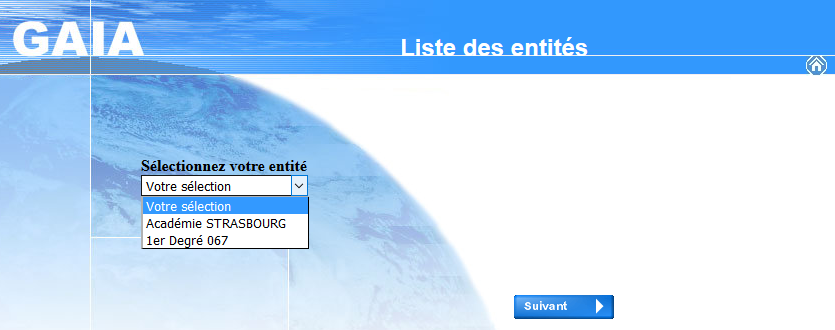 GAIA
Liste des entités
Sélectionnez votre entité
Votre sélection
Votre sélection
Académie STRASBOURG
1er Degré 067
Suivant